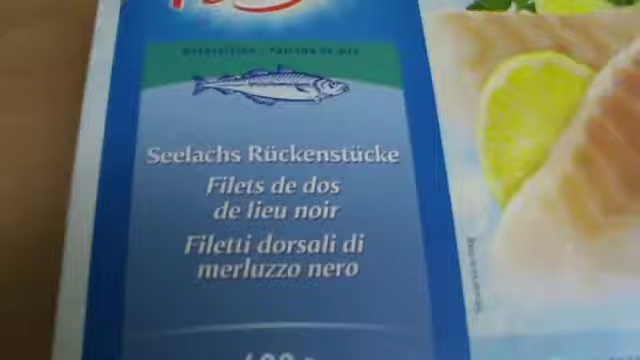 Seelachs Rückenstücke
Filets de dos
de lieu noir
Filetti dorsali di
merluzzo nero